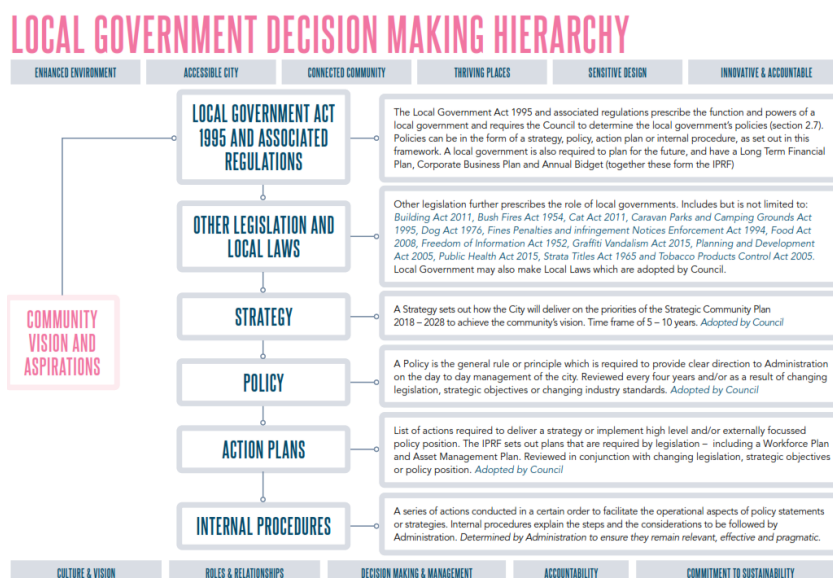 LOCAL GOVERNMENT DECISION MAKING HIERARCHY
ENHANCED ENVIRONMENT
ACCESSIBLE CITY
CONNECTED COMMUNITY
THRIVING PLACES
SENSITIVE DESIGN
INNOVATIVE & ACCOUNTABLE
LOCAL GOVERNMENT ACT
1995 AND ASSOCIATED
REGULATIONS
The Local Government Act 1995 and associated regulations prescribe the function and powers of a
local government and requires the Council to determine the local government's policies (section 2.7).
Policies can be in the form of a strategy, policy, action plan or internal procedure, as set out in this
framework. A local government is also required to plan for the future, and have a Long Term Financial
Plan, Corporate Business Plan and Annual Budget (together these form the IPRF)
OTHER LEGISLATION AND
LOCAL LAWS
Other legislation further prescribes the role of local governments. Includes but is not limited to:
Building Act 2011, Bush Fires Act 1954, Cat Act 2011, Caravan Parks and Camping Grounds Act
1995, Dog Act 1976, Fines Penalties and infringement Notices Enforcement Act 1994, Food Act
2008, Freedom of Information Act 1952, Graffiti Vandalism Act 2015, Planning and Development
Act 2005, Public Health Act 2015, Strata Titles Act 1965 and Tobacco Products Control Act 2005.
Local Government may also make Local Laws which are adopted by Council.
COMMUNITY
VISION AND
ASPIRATIONS
STRATEGY
A Strategy sets out how the City will deliver on the priorities of the Strategic Community Plan
2018 – 2028 to achieve the community's vision. Time frame of 5 – 10 years. Adopted by Council
POLICY
A Policy is the general rule or principle which is required to provide clear direction to Administration
on the day to day management of the city. Reviewed every four years and/or as a result of changing
legislation, strategic objectives or changing industry standards. Adopted by Council
ACTION PLANS
List of actions required to deliver a strategy or implement high level and/or externally focussed
policy position. The IPRF sets out plans that are required by legislation – including a Workforce Plan
and Asset Management Plan. Reviewed in conjunction with changing legislation, strategic objectives
or policy position. Adopted by Council
INTERNAL PROCEDURES
A series of actions conducted in a certain order to facilitate the operational aspects of policy statements
or strategies. Internal procedures explain the steps and the considerations to be followed by
Administration. Determined by Administration to ensure they remain relevant, effective and pragmatic.
CULTURE & VISION
ROLES & RELATIONSHIPS
DECISION MAKING & MANAGEMENT
ACCOUNTABILITY
COMMITMENT TO SUSTAINABILITY